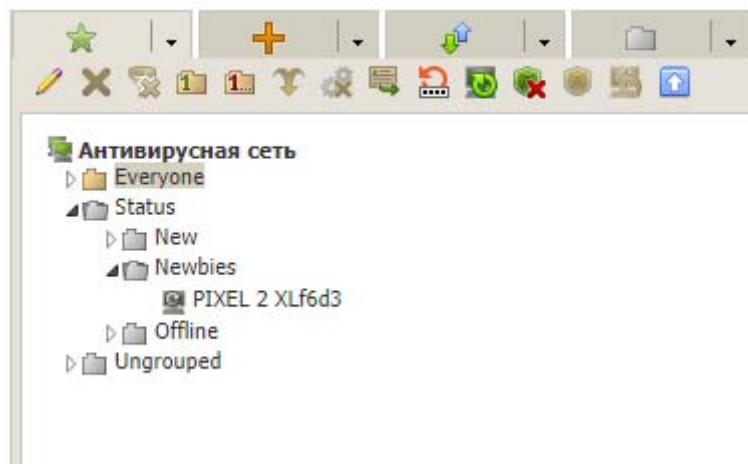 Антивирусная сеть
Everyone
Status
New
Newbies
PIXEL 2 XLf6d3
Offline
Ungrouped